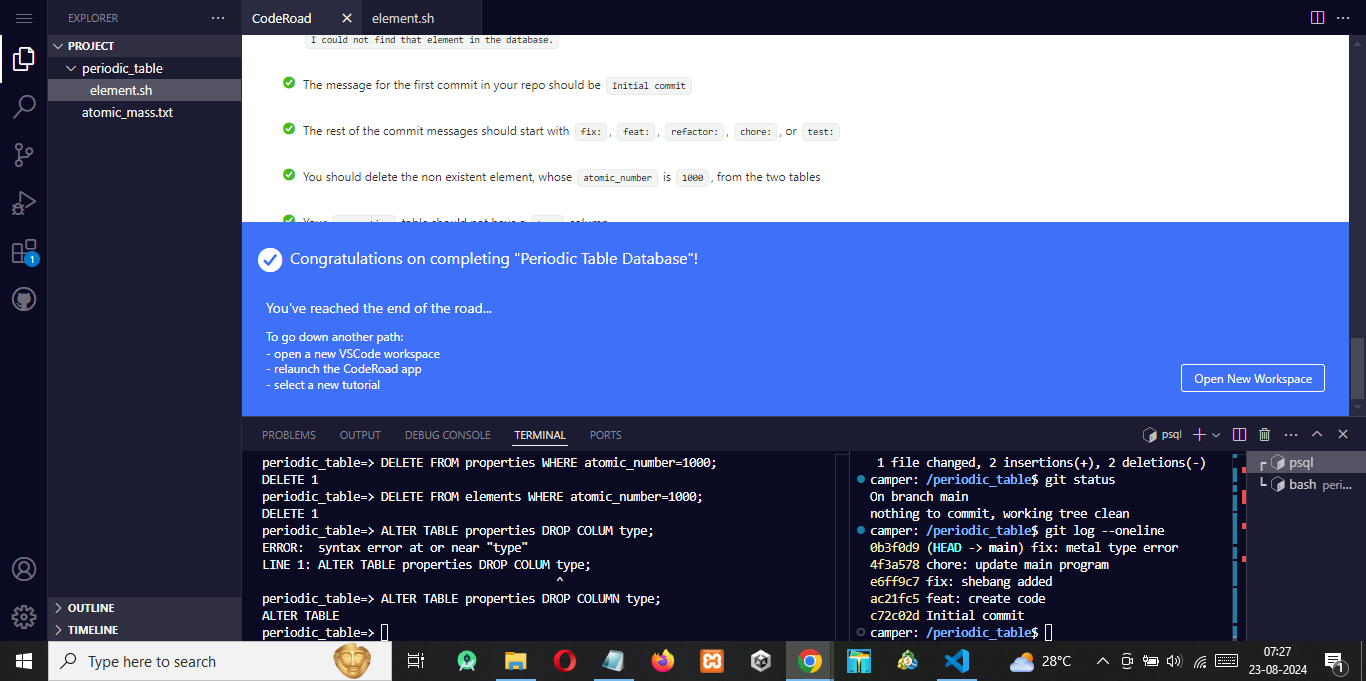 EXPLORER
CodeRoad
element.sh
PROJECT
periodic_table
element.sh
atomic_mass.txt
1
OUTLINE
TIMELINE
I could not find that element in the database.
The message for the first commit in your repo should be Initial commit
The rest of the commit messages should start with fix: , feat: , refactor: , chore: , or test:
You should delete the non existent element, whose atomic_number is 1000 , from the two tables
Congratulations on completing "Periodic Table Database"!
You've reached the end of the road...
To go down another path:
- open a new VSCode workspace
- relaunch the CodeRoad app
- select a new tutorial
Open New Workspace
PROBLEMS OUTPUT DEBUG CONSOLE TERMINAL PORTS
psql
periodic_table=> DELETE FROM properties WHERE atomic_number=1000;
DELETE 1
periodic_table=> DELETE FROM elements WHERE atomic_number=1000;
DELETE 1
periodic_table=> ALTER TABLE properties DROP COLUM type;
ERROR:  syntax error at or near "type"
LINE 1: ALTER TABLE properties DROP COLUM type;
^
periodic_table=> ALTER TABLE properties DROP COLUMN type;
ALTER TABLE
periodic_table=>
1 file changed, 2 insertions(+), 2 deletions(-)
camper: /periodic_table$ git status
On branch main
nothing to commit, working tree clean
camper: /periodic_table$ git log --oneline
0b3f0d9 (HEAD -> main) fix: metal type error
4f3a578 chore: update main program
e6ff9c7 fix: shebang added
ac21fc5 feat: create code
c72c02d Initial commit
camper: /periodic_table$
psql
bash peri...
Type here to search
28°C
07:27
23-08-2024
1